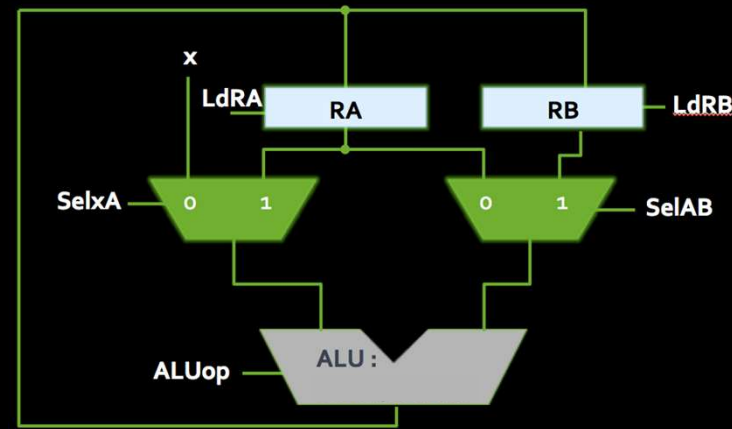 x
LdRA
RA
RB
LdRB
SelxA
0
1
0
1
SelAB
ALU :
ALUop